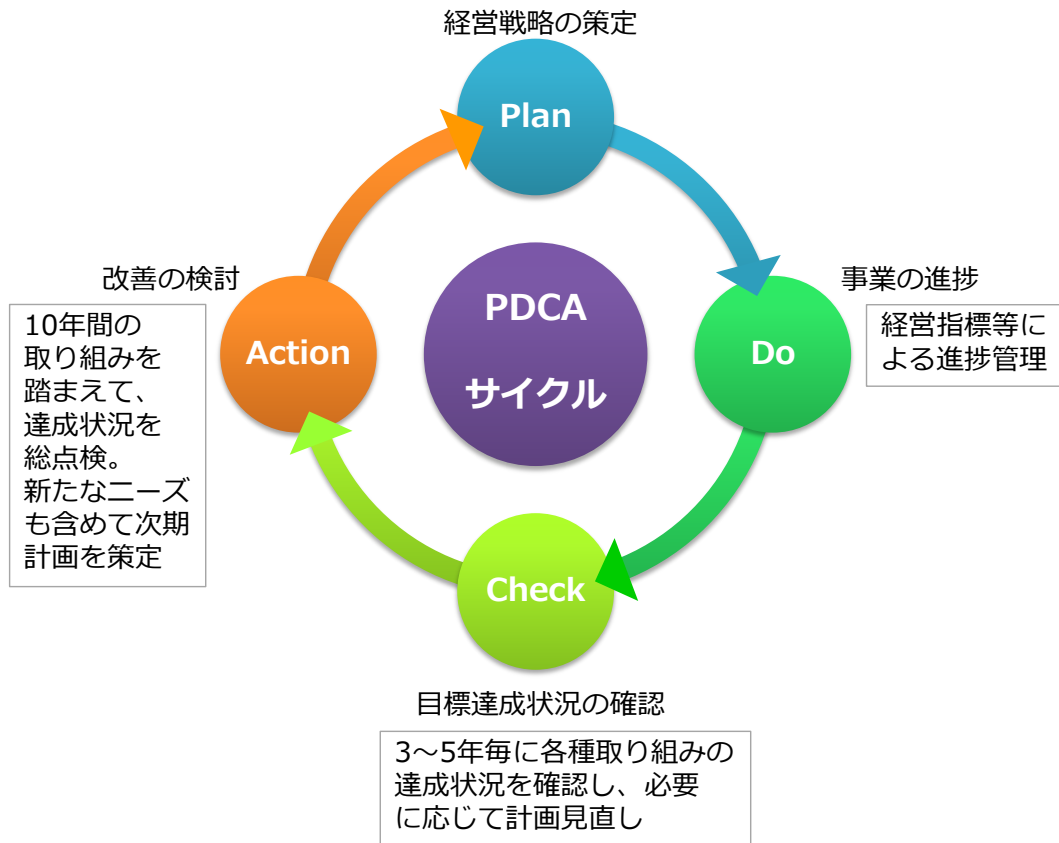 経営戦略の策定
Plan
事業の進捗
Do
経営指標等に
よる進捗管理
PDCA
サイクル
改善の検討
Action
10年間の
取り組みを
踏まえて、
達成状況を
総点検。
新たなニーズ
も含めて次期
計画を策定
Check
目標達成状況の確認
3～5年毎に各種取り組みの
達成状況を確認し、必要
に応じて計画見直し